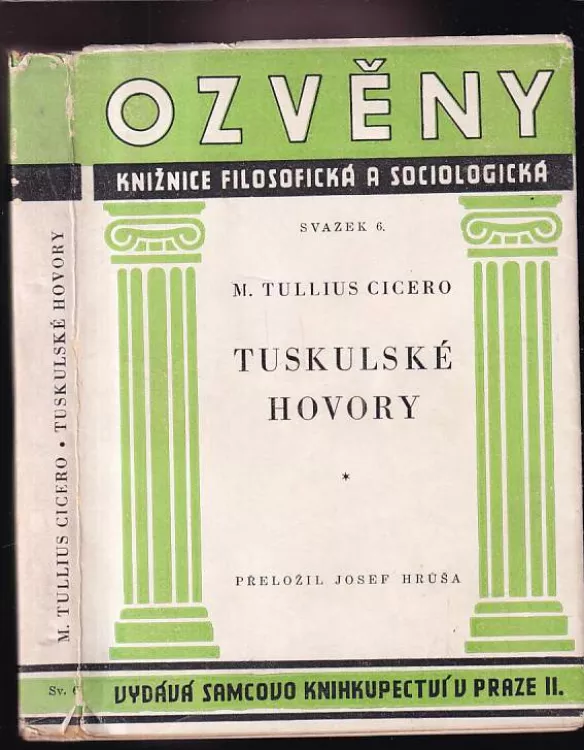 OZVĚNY
KNIŽNICE FILOSOFICKÁ A SOCIOLOGICKÁ
SVAZEK 6.
M. TULLIUS CICERO
TUSKULSKÉ
HOVORY
*
PŘELOŽIL JOSEF HRŮŠA
VYDÁVÁ SAMCOVO KNIHKUPECTVÍ V PRAZE II.
M. TULLIUS CICERO • TUSKULSKÉ HOVORY
Sv. 6